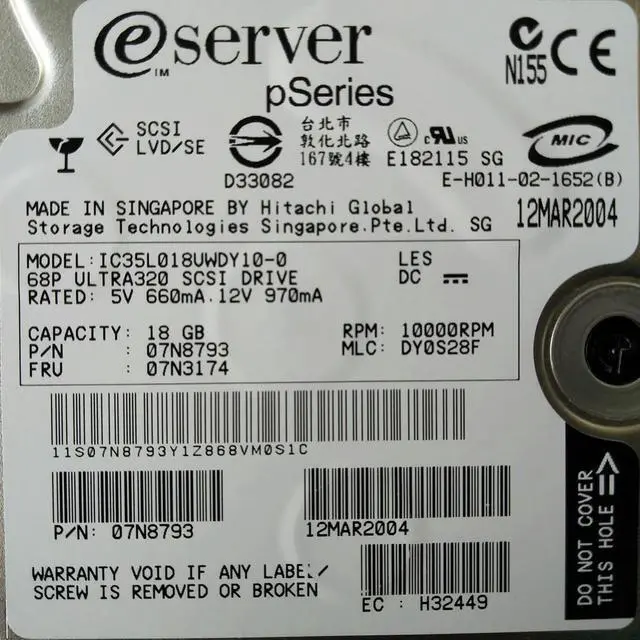 eserver
TM
pSeries
N155
CE
SCSI
LVD/SE
D33082
台北市
敦化北路
167號4樓
E182115 SG
c RU us
MIC
E-H011-02-1652(B)
MADE IN SINGAPORE BY Hitachi Global
Storage Technologies Singapore.Pte.Ltd. SG
12MAR2004
MODEL:IC35L018UWDY10-0 LES
68P ULTRA320 SCSI DRIVE DC
RATED: 5V 660mA.12V 970mA
CAPACITY: 18 GB RPM: 10000RPM
P/N : 07N8793 MLC: DY0S28F
FRU : 07N3174
11S07N8793Y1Z868VM0S1C
P/N: 07N8793
12MAR2004
WARRANTY VOID IF ANY LABEL/
SCREW IS REMOVED OR BROKEN
EC : H32449
DO NOT COVER
THIS HOLE =>